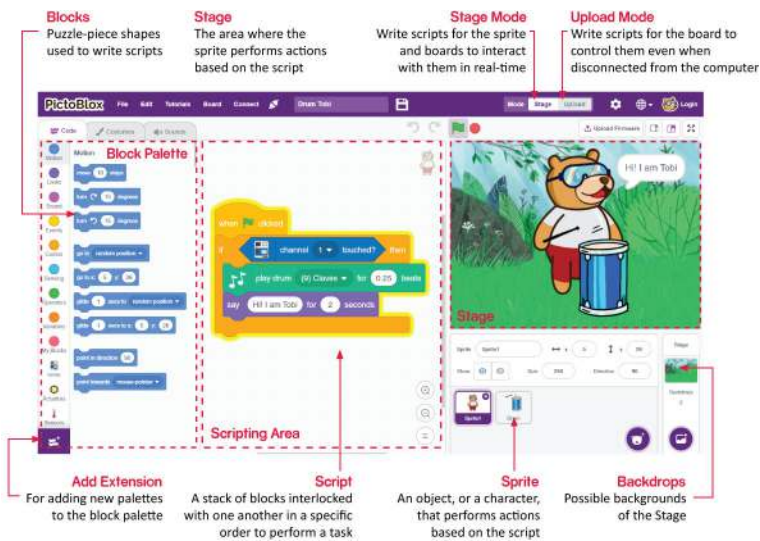 Blocks
Puzzle-piece shapes
used to write scripts
Stage
The area where the
sprite performs actions
based on the script
Stage Mode
Write scripts for the sprite
and boards to interact
with them in real-time
Upload Mode
Write scripts for the board to
control them even when
disconnected from the computer
PictoBlox File Edit Tutorials Board Connect Drum Tobi Mode Stage Upload Login
Code Costumes Sounds Upload Firmware
Motion Block Palette
Motion
Looks
Sound
Events
Control
Sensing
Operators
Variables
My Blocks
Actuators
Sensors
move 10 steps
turn 15 degrees
turn 15 degrees
go to random position
go to x: y:
glide 1 secs to random position
glide 1 secs to x: y:
point in direction 90
point towards mouse-pointer
when clicked
if channel 1 touched? then
play drum (9) Claves for 0.25 beats
say Hi! I am Tobi for 2 seconds
Scripting Area
Hi! I am Tobi
Stage
Sprite Sprite1 x y
Show Size Direction 90
Stage
Backdrops
2
Sprite1
Add Extension
For adding new palettes
to the block palette
Script
A stack of blocks interlocked
with one another in a specific
order to perform a task
Sprite
An object, or a character,
that performs actions
based on the script
Backdrops
Possible backgrounds
of the Stage